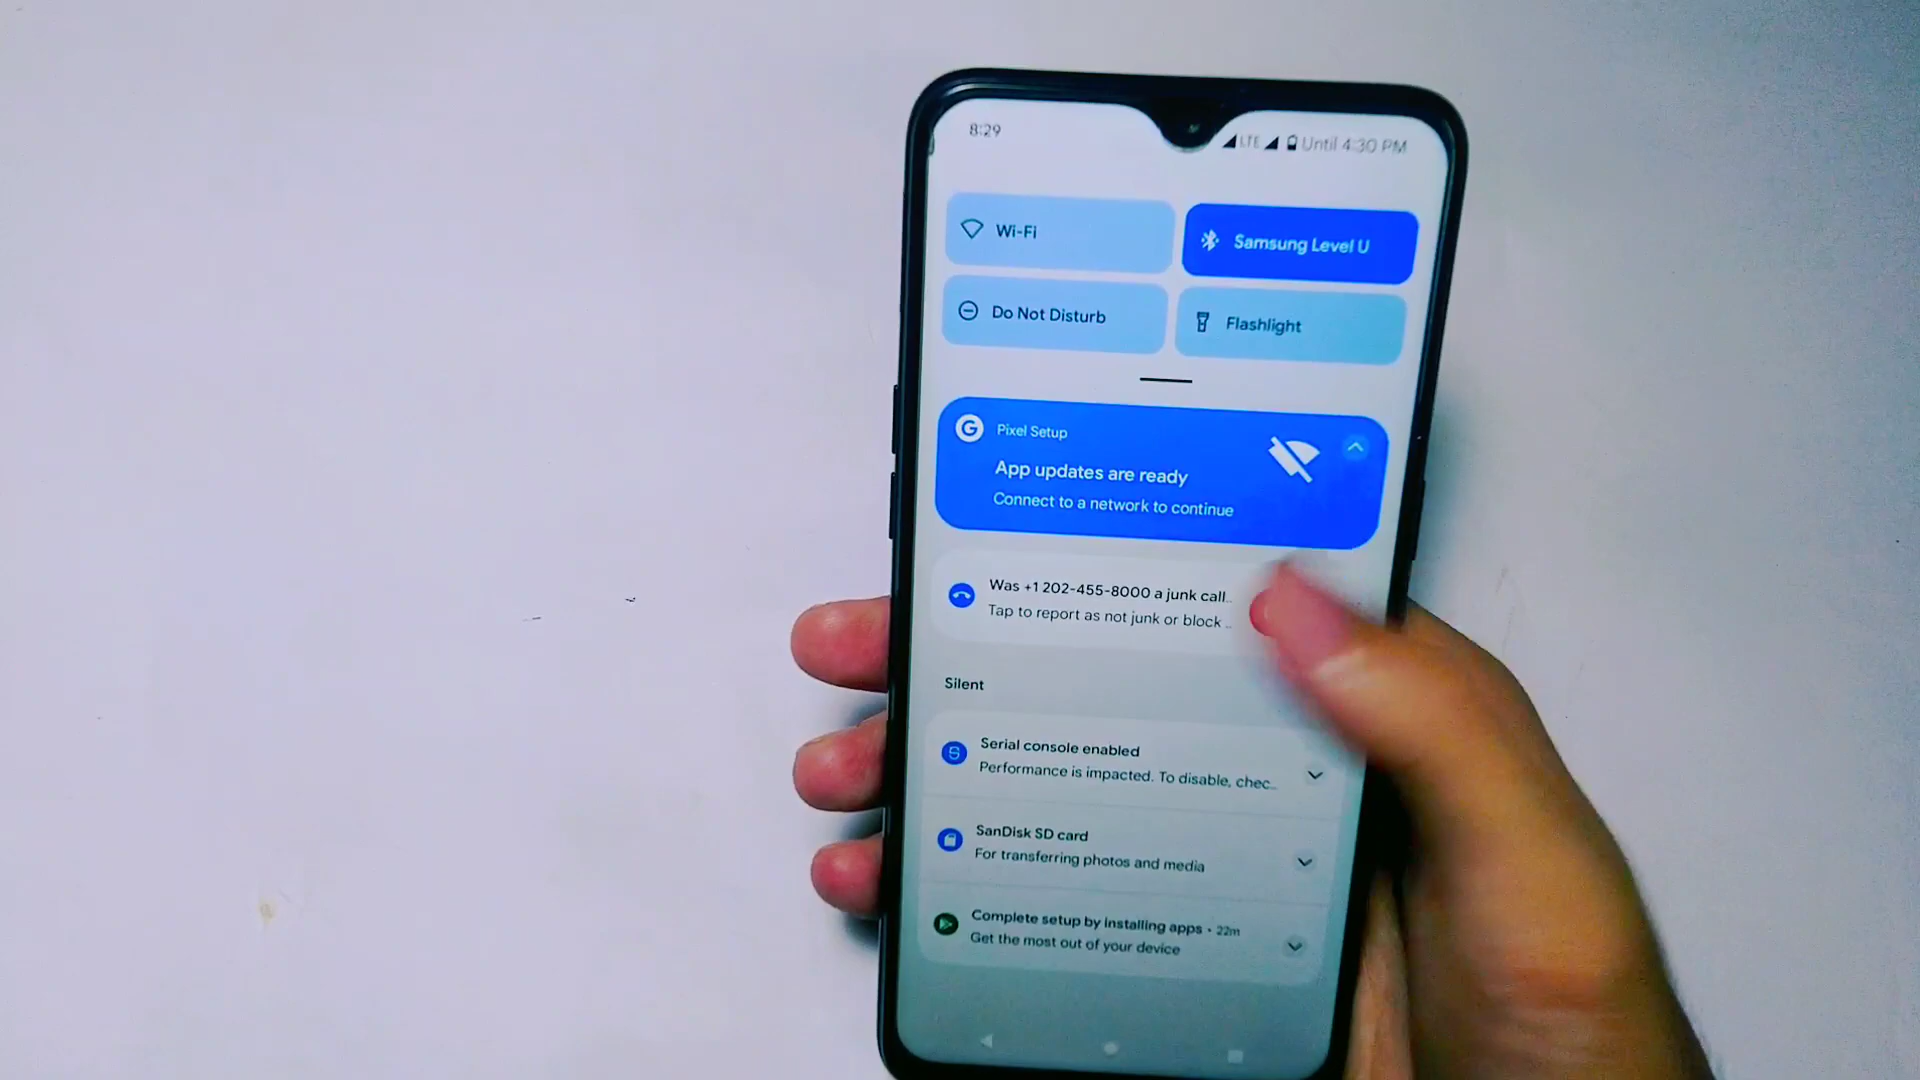 8:29
LTE Until 4:30 PM
Wi-Fi
Samsung Level U
Do Not Disturb
Flashlight
G Pixel Setup
App updates are ready
Connect to a network to continue
Was +1 202-455-8000 a junk call..
Tap to report as not junk or block ..
Silent
Serial console enabled
Performance is impacted. To disable, chec..
SanDisk SD card
For transferring photos and media
Complete setup by installing apps • 22m
Get the most out of your device